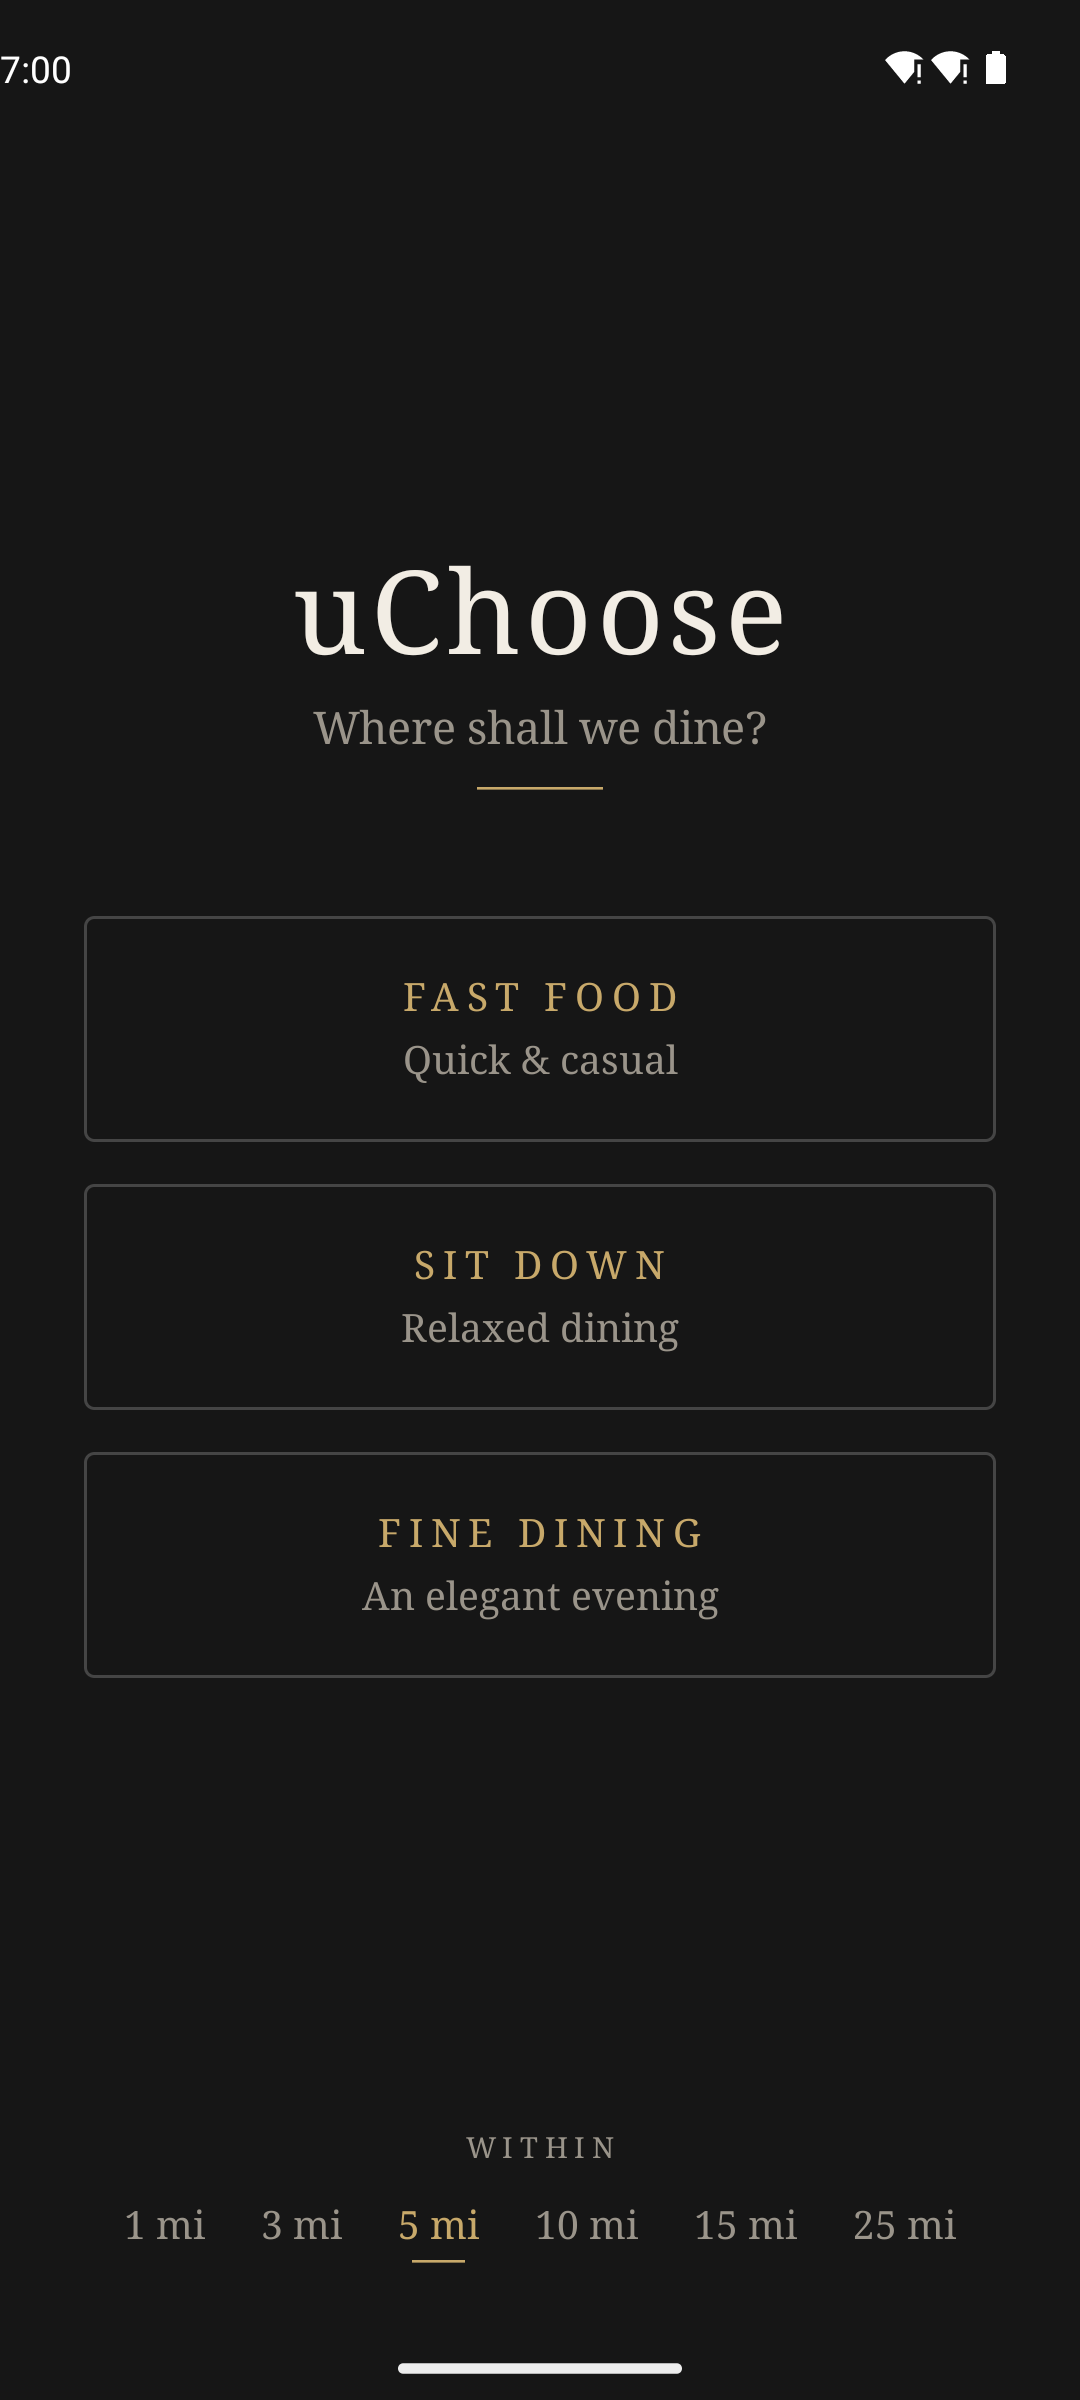 7:00
uChoose
Where shall we dine?
FAST FOOD
Quick & casual
SIT DOWN
Relaxed dining
FINE DINING
An elegant evening
WITHIN
1 mi 3 mi 5 mi 10 mi 15 mi 25 mi